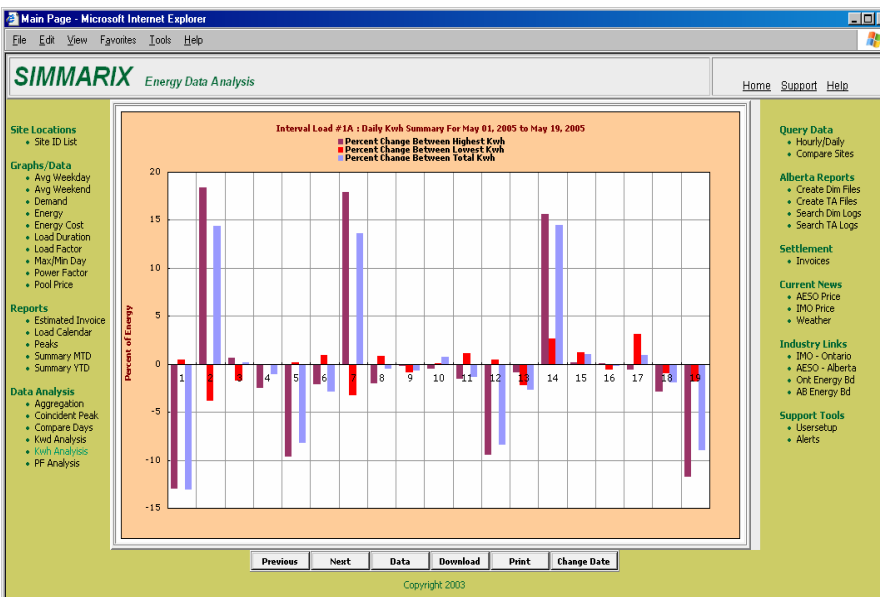 Main Page - Microsoft Internet Explorer
File Edit View Favorites Tools Help
SIMMARIX Energy Data Analysis
Home Support Help
Site Locations
Site ID List
Graphs/Data
Avg Weekday
Avg Weekend
Demand
Energy
Energy Cost
Load Duration
Load Factor
Max/Min Day
Power Factor
Pool Price
Reports
Estimated Invoice
Load Calendar
Peaks
Summary MTD
Summary YTD
Data Analysis
Aggregation
Coincident Peak
Compare Days
Kwd Analysis
Kwh Analyisis
PF Analysis
Interval Load #1A : Daily Kwh Summary For May 01, 2005 to May 19, 2005
Percent Change Between Highest Kwh
Percent Change Between Lowest Kwh
Percent Change Between Total Kwh
Percent of Energy
20
15
10
5
0
-5
-10
-15
1 2 3 4 5 6 7 8 9 10 11 12 13 14 15 16 17 18 19
Previous Next Data Download Print Change Date
Copyright 2003
Query Data
Hourly/Daily
Compare Sites
Alberta Reports
Create Dim Files
Create TA Files
Search Dim Logs
Search TA Logs
Settlement
Invoices
Current News
AESO Price
IMO Price
Weather
Industry Links
IMO - Ontario
AESO - Alberta
Ont Energy Bd
AB Energy Bd
Support Tools
Usersetup
Alerts